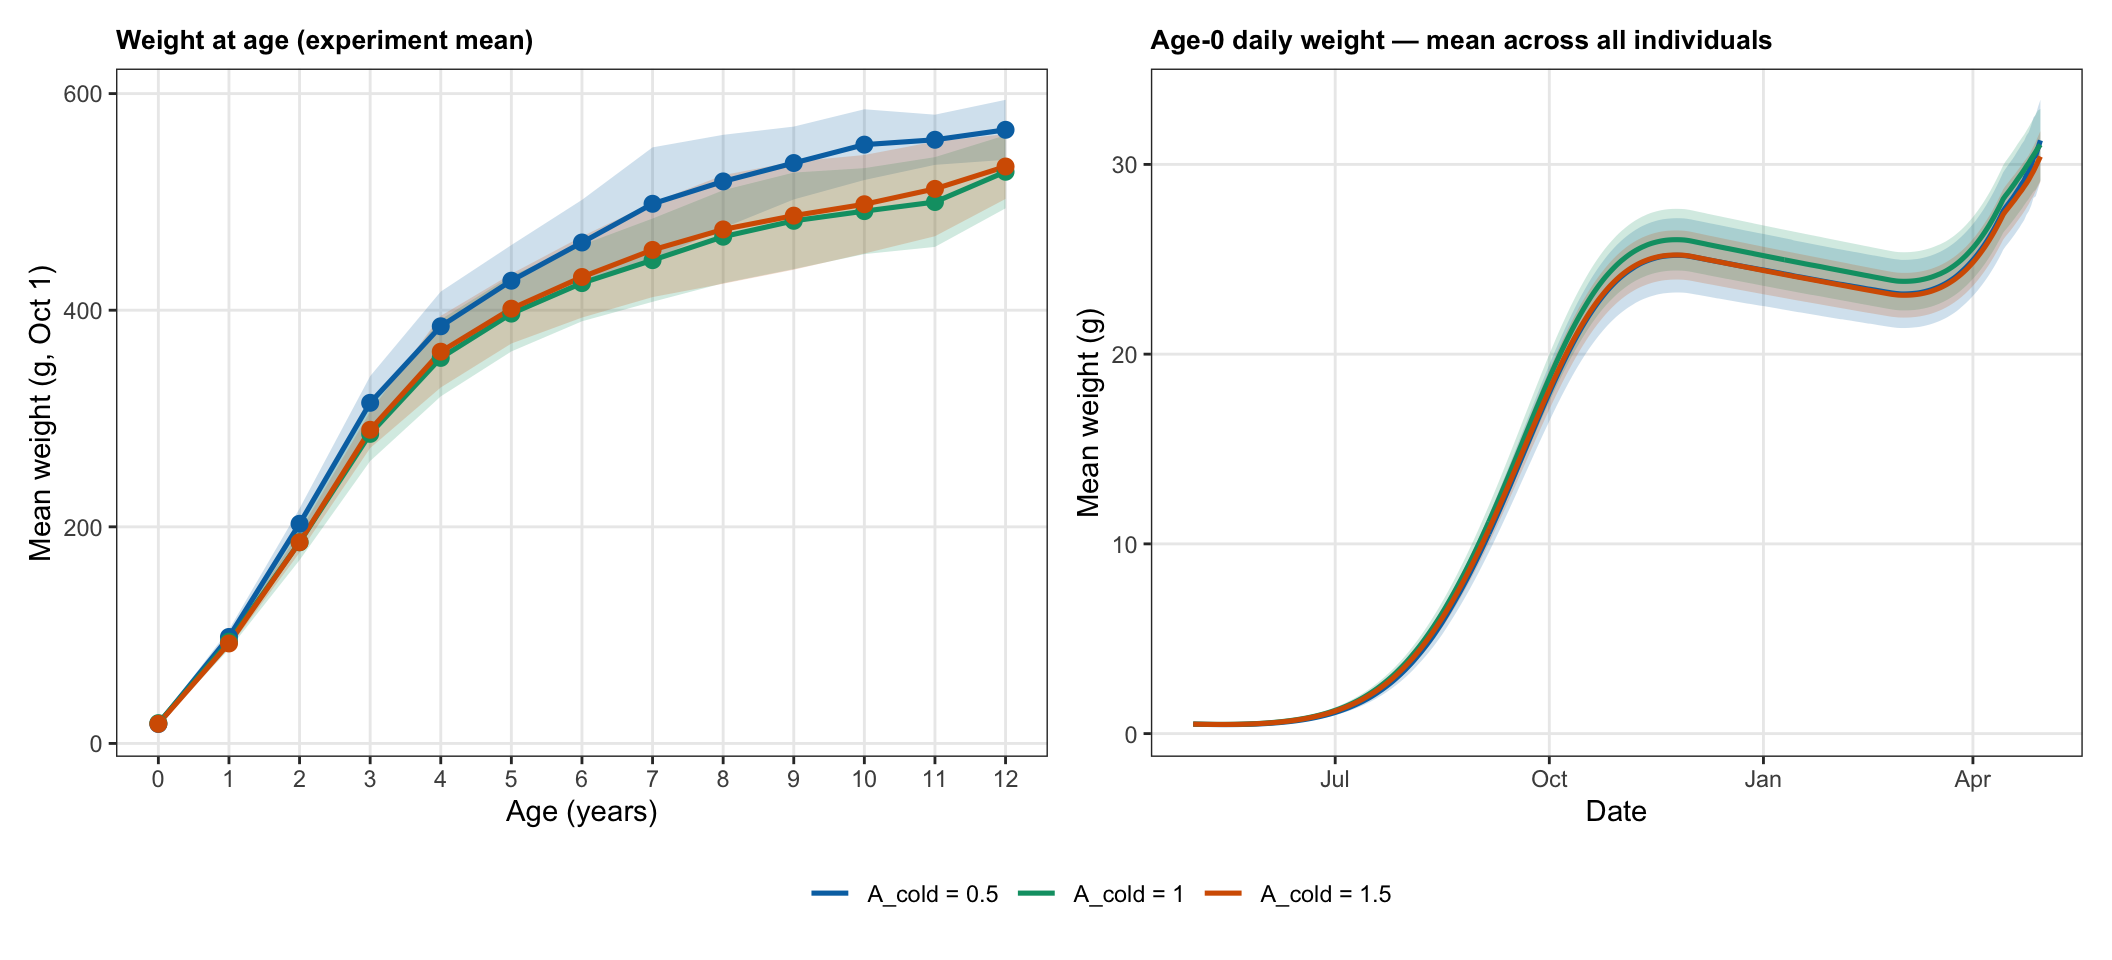 Weight at age (experiment mean)
Mean weight (g, Oct 1)
600
400
200
0
0 1 2 3 4 5 6 7 8 9 10 11 12
Age (years)
Age-0 daily weight — mean across all individuals
Mean weight (g)
30
20
10
0
Jul Oct Jan Apr
Date
A_cold = 0.5 A_cold = 1 A_cold = 1.5